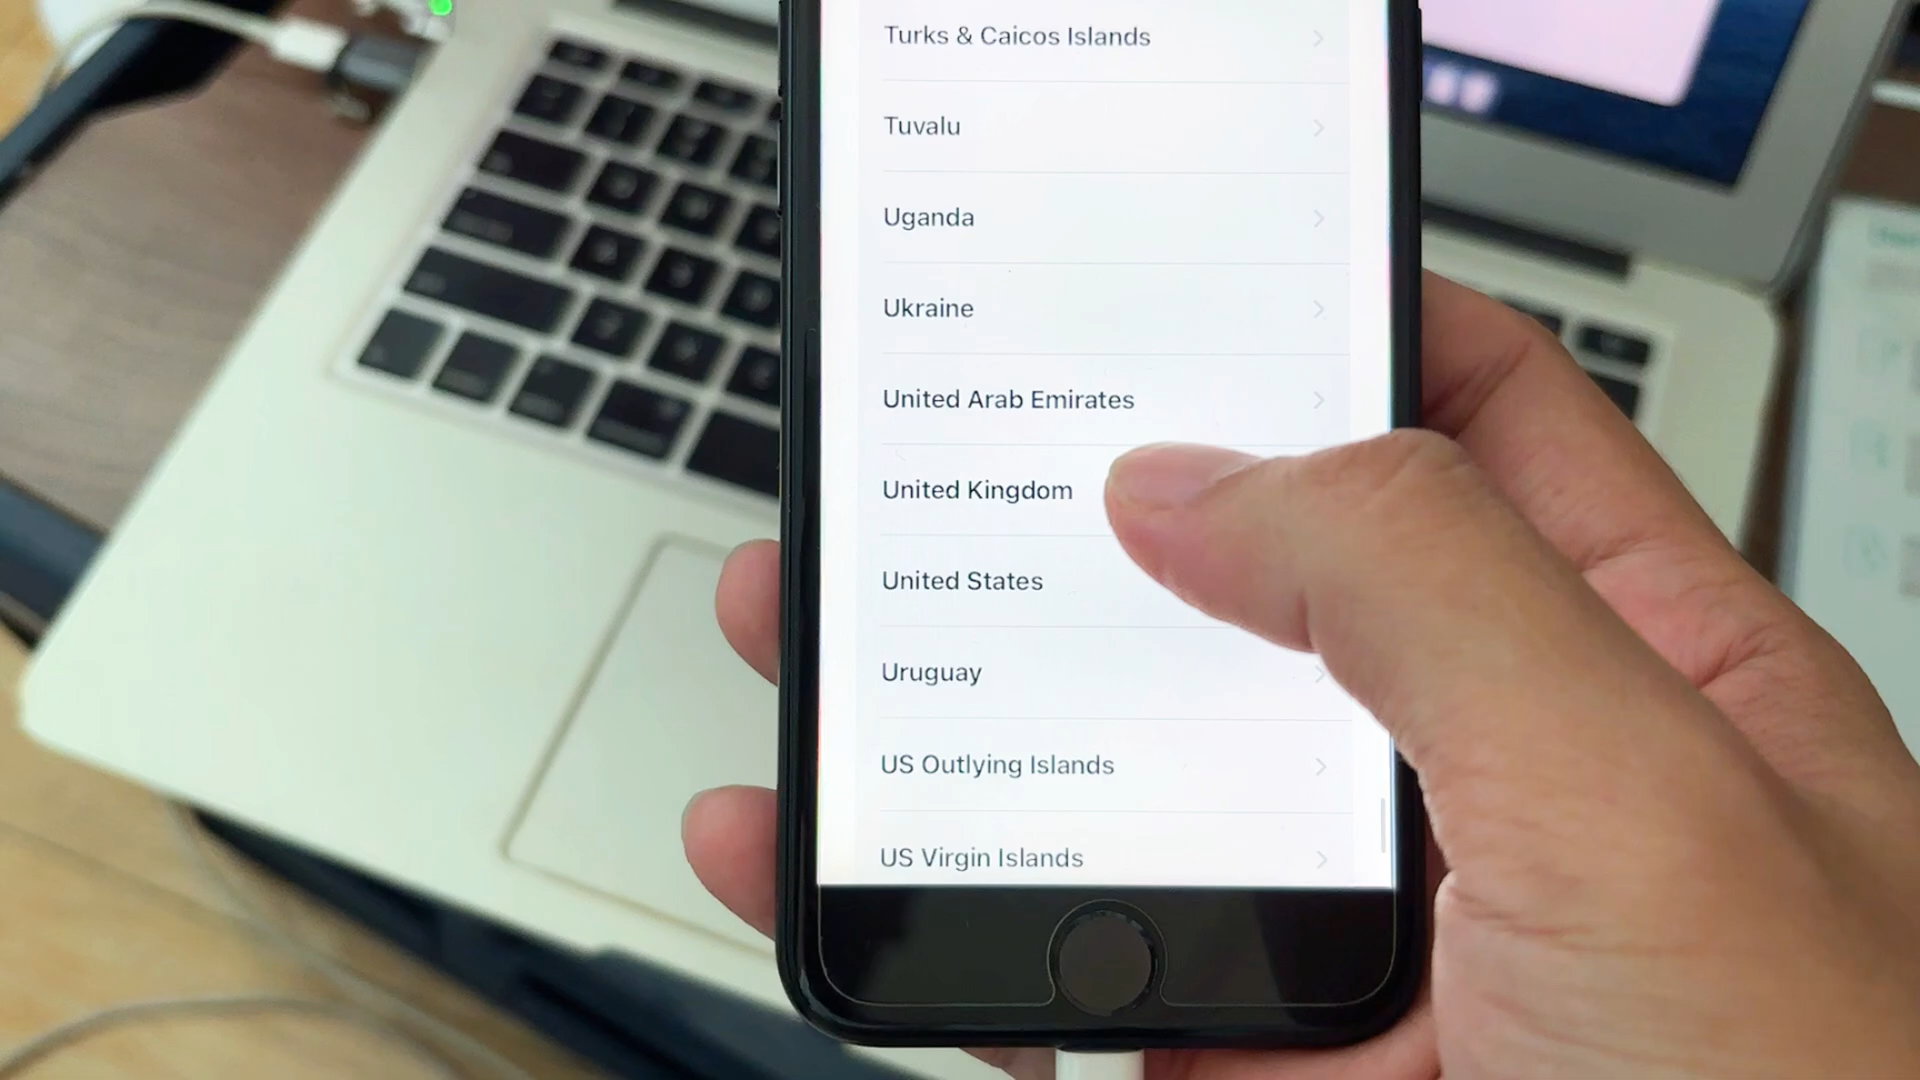 Turks & Caicos Islands
Tuvalu
Uganda
Ukraine
United Arab Emirates
United Kingdom
United States
Uruguay
US Outlying Islands
US Virgin Islands